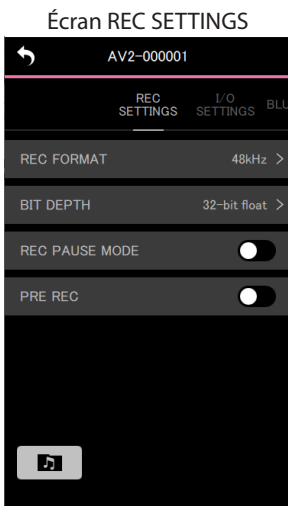 Écran REC SETTINGS
AV2-000001
REC
SETTINGS
I/O
SETTINGS
BLU
REC FORMAT 48kHz >
BIT DEPTH 32-bit float >
REC PAUSE MODE
PRE REC